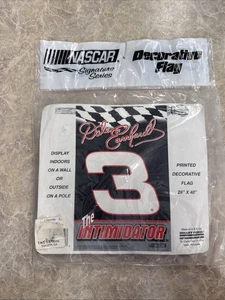 NASCAR
Signature
Series
Decorative
Flag
Dale Earnhardt
DISPLAY
INDOORS
ON A WALL
OR
OUTSIDE
ON A POLE
3
PRINTED
DECORATIVE
FLAG
The
INTIMIDATOR